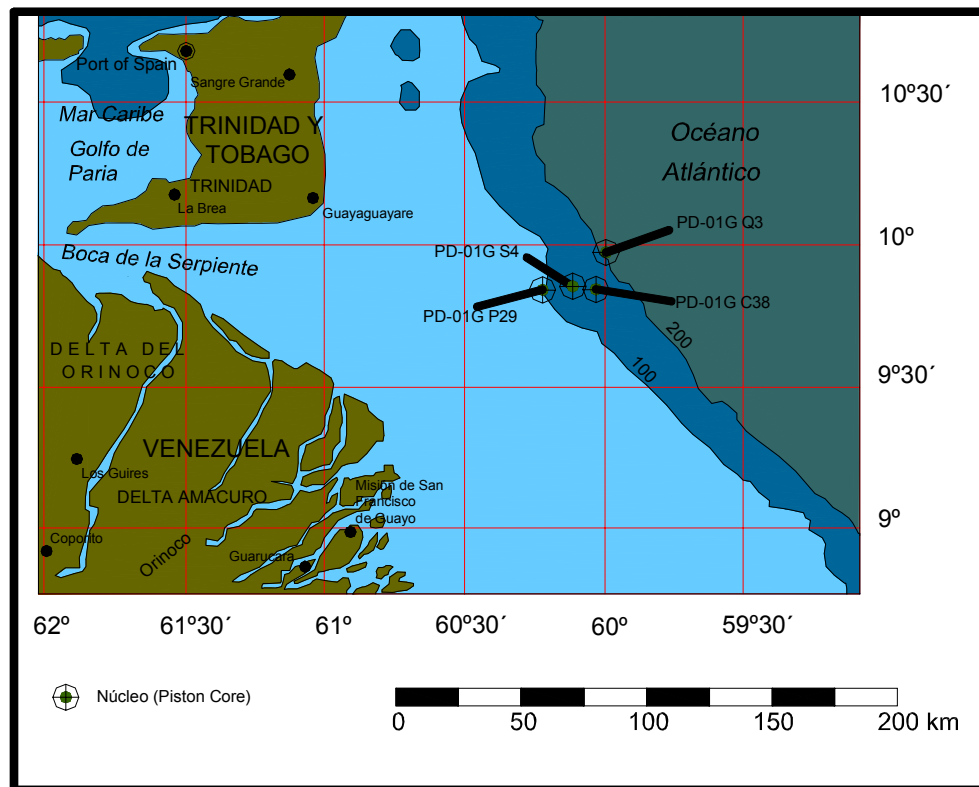 Port of Spain
Sangre Grande
10º30´
Mar Caribe
TRINIDAD Y
TOBAGO
Océano
Atlántico
Golfo de
Paria
TRINIDAD
La Brea
Guayaguayare
PD-01G Q3
10º
PD-01G S4
Boca de la Serpiente
PD-01G C38
PD-01G P29
200
100
DELTA DEL
ORINOCO
9º30´
VENEZUELA
Los Guires
DELTA AMACURO
Misión de San
Francisco
de Guayo
9º
Coporito
Orinoco
Guarucara
62º 61º30´ 61º 60º30´ 60º 59º30´
Núcleo (Piston Core)
0 50 100 150 200 km